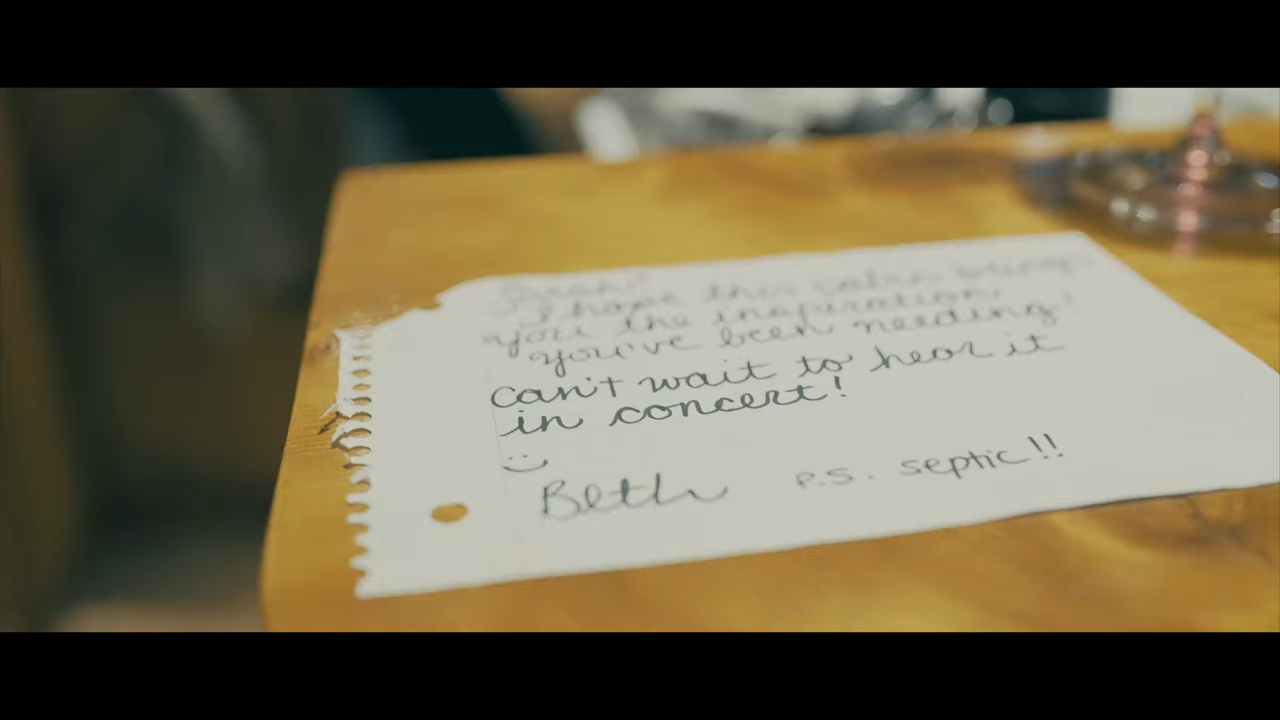 I hope this cabin brings
you the inspiration
you've been needing!
can't wait to hear it
in concert!
Beth P.S. septic!!